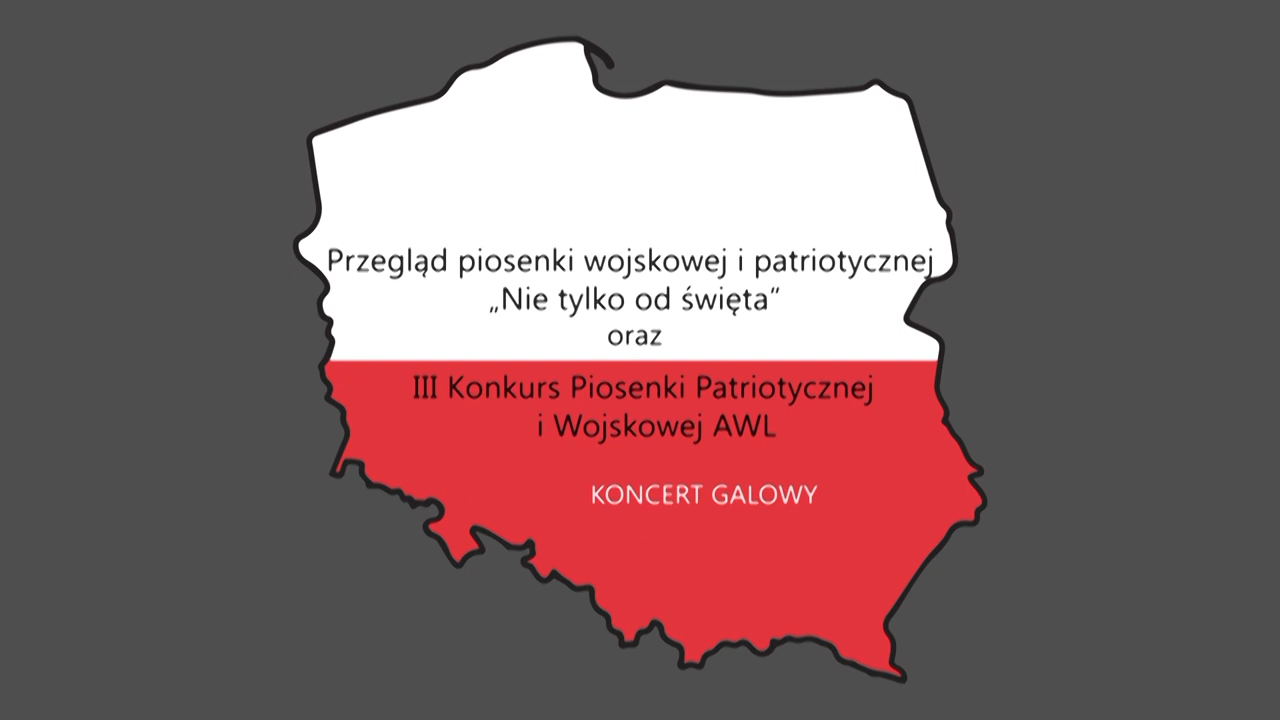 Przegląd piosenki wojskowej i patriotycznej
„Nie tylko od święta”
oraz
III Konkurs Piosenki Patriotycznej
i Wojskowej AWL
KONCERT GALOWY